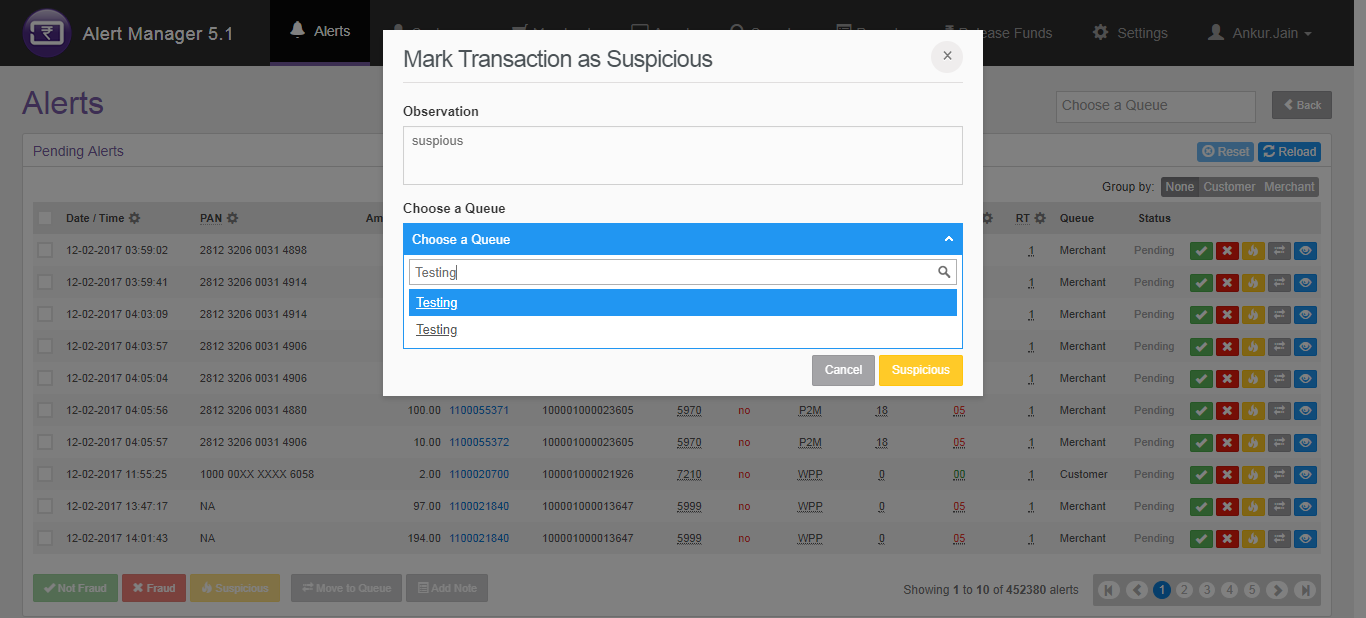 Alert Manager 5.1
Alerts
Release Funds
Settings
Ankur.Jain
Mark Transaction as Suspicious
×
Alerts
Choose a Queue
Back
Observation
suspious
Pending Alerts
Reset
Reload
Group by: None Customer Merchant
Choose a Queue
Choose a Queue
Testing
Testing
Testing
Cancel
Suspicious
Date / Time PAN Am RT Queue Status
12-02-2017 03:59:02 2812 3206 0031 4898 1 Merchant Pending
12-02-2017 03:59:41 2812 3206 0031 4914 1 Merchant Pending
12-02-2017 04:03:09 2812 3206 0031 4914 1 Merchant Pending
12-02-2017 04:03:57 2812 3206 0031 4906 1 Merchant Pending
12-02-2017 04:05:04 2812 3206 0031 4906 1 Merchant Pending
12-02-2017 04:05:56 2812 3206 0031 4880 100.00 1100055371 100001000023605 5970 no P2M 18 05 1 Merchant Pending
12-02-2017 04:05:57 2812 3206 0031 4906 10.00 1100055372 100001000023605 5970 no P2M 18 05 1 Merchant Pending
12-02-2017 11:55:25 1000 00XX XXXX 6058 2.00 1100020700 100001000021926 7210 no WPP 0 00 1 Customer Pending
12-02-2017 13:47:17 NA 97.00 1100021840 100001000013647 5999 no WPP 0 05 1 Merchant Pending
12-02-2017 14:01:43 NA 194.00 1100021840 100001000013647 5999 no WPP 0 05 1 Merchant Pending
Not Fraud
Fraud
Suspicious
Move to Queue
Add Note
Showing 1 to 10 of 452380 alerts
1 2 3 4 5